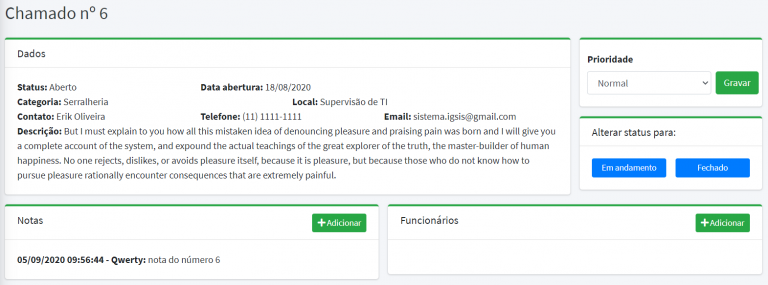 Chamado nº 6
Dados
Status: Aberto Data abertura: 18/08/2020
Categoria: Serralheria Local: Supervisão de TI
Contato: Erik Oliveira Telefone: (11) 1111-1111 Email: sistema.igsis@gmail.com
Descrição: But I must explain to you how all this mistaken idea of denouncing pleasure and praising pain was born and I will give you
a complete account of the system, and expound the actual teachings of the great explorer of the truth, the master-builder of human
happiness. No one rejects, dislikes, or avoids pleasure itself, because it is pleasure, but because those who do not know how to
pursue pleasure rationally encounter consequences that are extremely painful.
Prioridade
Normal Gravar
Alterar status para:
Em andamento Fechado
Notas +Adicionar
05/09/2020 09:56:44 - Qwerty: nota do número 6
Funcionários +Adicionar